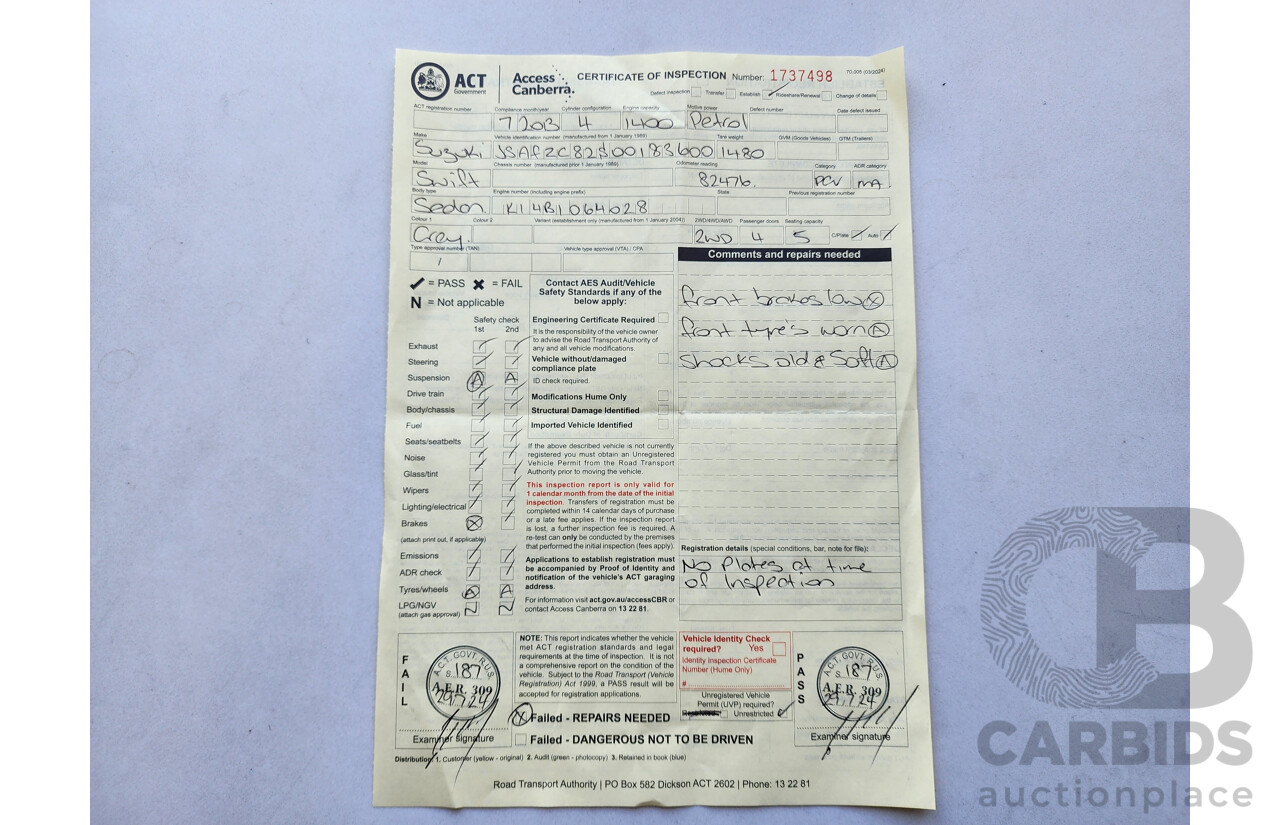 ACT
Government
Access
Canberra.
CERTIFICATE OF INSPECTION Number: 1737498 70.005 (03/2024)
Defect inspection Transfer Establish Rideshare/Renewal Change of details
ACT registration number Compliance month/year Cylinder configuration Engine capacity Motive power Defect number Date defect issued
7 2013 4 1400 Petrol
Make Vehicle identification number (manufactured from 1 January 1989) Tare weight GVM (Goods Vehicles) GTM (Trailers)
Suzuki JSAFZC82S00183600 1480
Model Chassis number (manufactured prior 1 January 1989) Odometer reading Category ADR category
Swift 82476. PCV MA
Body type Engine number (including engine prefix) State Previous registration number
Sedan K14B1064028
Colour 1 Colour 2 Variant (establishment only (manufactured from 1 January 2004)) 2WD/4WD/AWD Passenger doors Seating capacity
Grey. 2WD 4 5 C/Plate Auto
Type approval number (TAN) Vehicle type approval (VTA) / CPA
Comments and repairs needed
✓ = PASS ✗ = FAIL
N = Not applicable
Safety check
1st 2nd
Exhaust
Steering
Suspension A A
Drive train
Body/chassis
Fuel
Seats/seatbelts
Noise
Glass/tint
Wipers
Lighting/electrical
Brakes X
(attach print out, if applicable)
Emissions
ADR check
Tyres/wheels A A
LPG/NGV N N
(attach gas approval)
Contact AES Audit/Vehicle
Safety Standards if any of the
below apply:
Engineering Certificate Required
It is the responsibility of the vehicle owner
to advise the Road Transport Authority of
any and all vehicle modifications.
Vehicle without/damaged
compliance plate
ID check required.
Modifications Hume Only
Structural Damage Identified
Imported Vehicle Identified
If the above described vehicle is not currently
registered you must obtain an Unregistered
Vehicle Permit from the Road Transport
Authority prior to moving the vehicle.
This inspection report is only valid for
1 calendar month from the date of the initial
inspection. Transfers of registration must be
completed within 14 calendar days of purchase
or a late fee applies. If the inspection report
is lost, a further inspection fee is required. A
re-test can only be conducted by the premises
that performed the initial inspection (fees apply).
Applications to establish registration must
be accompanied by Proof of Identity and
notification of the vehicle's ACT garaging
address.
For information visit act.gov.au/accessCBR or
contact Access Canberra on 13 22 81.
front brakes low X
front tyre's worn A
shocks old & Soft A
Registration details (special conditions, bar, note for file):
No Plates at time
of Inspection
FAIL
A.C.T. GOVT. R.U.S.
S 187
A.E.R. 309
29.7.24
Examiner signature
NOTE: This report indicates whether the vehicle
met ACT registration standards and legal
requirements at the time of inspection. It is not
a comprehensive report on the condition of the
vehicle. Subject to the Road Transport (Vehicle
Registration) Act 1999, a PASS result will be
accepted for registration applications.
X Failed - REPAIRS NEEDED
Failed - DANGEROUS NOT TO BE DRIVEN
Vehicle Identity Check
required? Yes
Identity Inspection Certificate
Number (Hume Only)
#
Unregistered Vehicle
Permit (UVP) required?
Unrestricted
PASS
A.C.T. GOVT. R.U.S.
S 187
A.E.R. 309
29.7.24
Examiner signature
Distribution: 1. Customer (yellow - original) 2. Audit (green - photocopy) 3. Retained in book (blue)
Road Transport Authority | PO Box 582 Dickson ACT 2602 | Phone: 13 22 81
CARBIDS
auctionplace